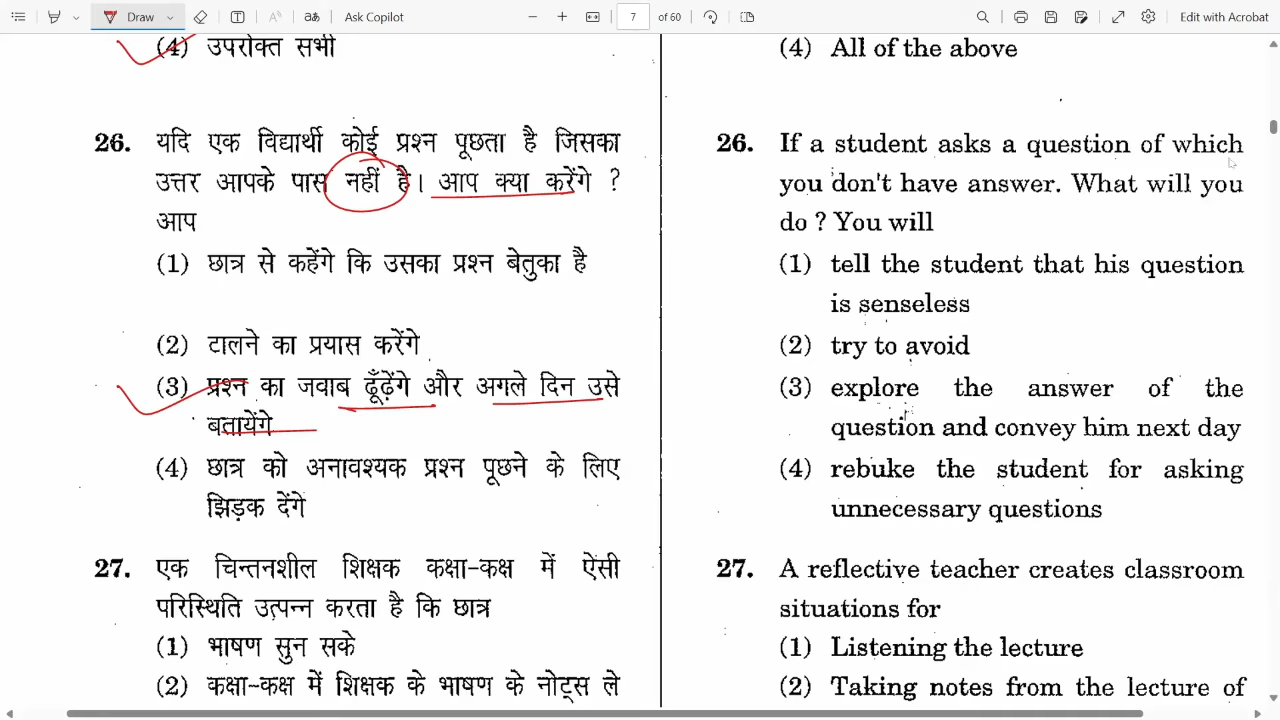 Draw
Ask Copilot
7 of 60
Edit with Acrobat
(4) उपरोक्त सभी
26. यदि एक विद्यार्थी कोई प्रश्न पूछता है जिसका
उत्तर आपके पास नहीं है। आप क्या करेंगे ?
आप
(1) छात्र से कहेंगे कि उसका प्रश्न बेतुका है
(2) टालने का प्रयास करेंगे
(3) प्रश्न का जवाब ढूँढ़ेंगे और अगले दिन उसे
बतायेंगे
(4) छात्र को अनावश्यक प्रश्न पूछने के लिए
झिड़क देंगे
27. एक चिन्तनशील शिक्षक कक्षा-कक्ष में ऐसी
परिस्थिति उत्पन्न करता है कि छात्र
(1) भाषण सुन सके
(2) कक्षा-कक्ष में शिक्षक के भाषण के नोट्स ले
(4) All of the above
26. If a student asks a question of which
you don't have answer. What will you
do ? You will
(1) tell the student that his question
is senseless
(2) try to avoid
(3) explore the answer of the
question and convey him next day
(4) rebuke the student for asking
unnecessary questions
27. A reflective teacher creates classroom
situations for
(1) Listening the lecture
(2) Taking notes from the lecture of